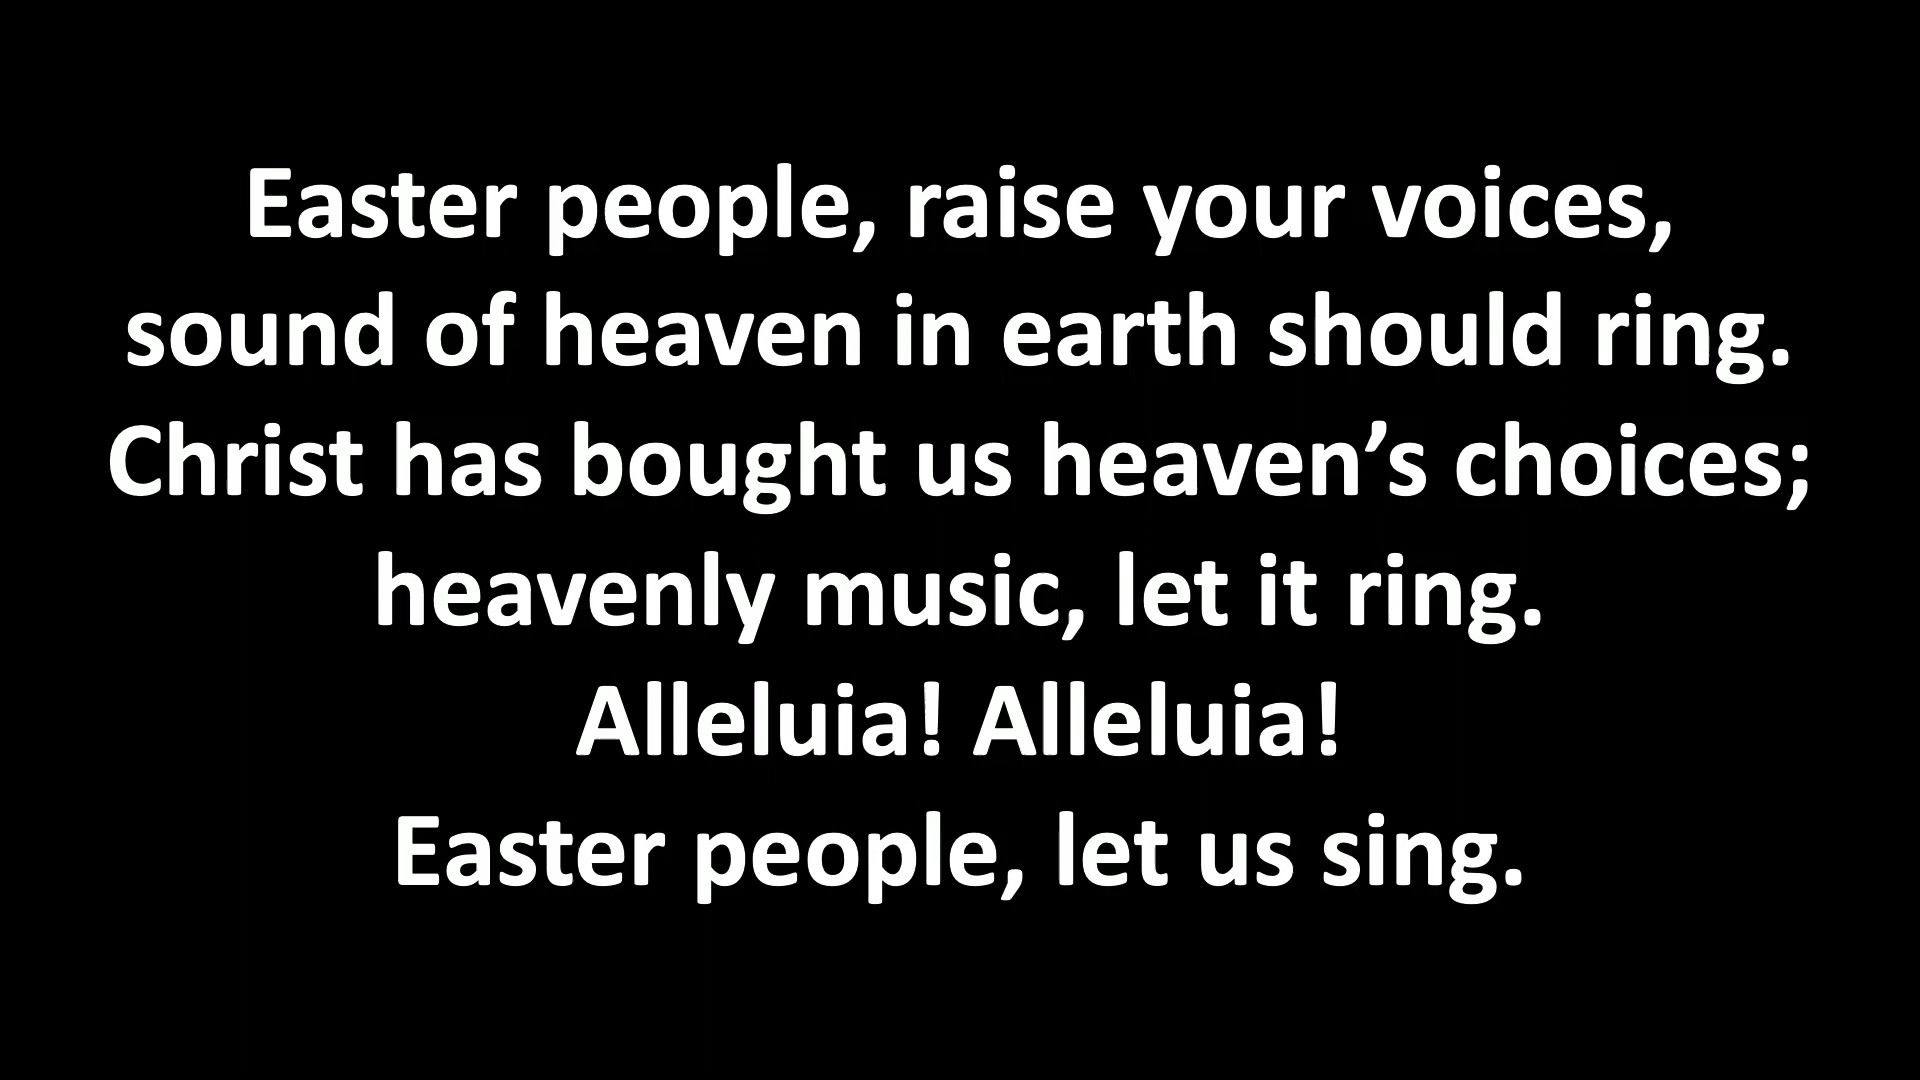 Easter people, raise your voices,
sound of heaven in earth should ring.
Christ has bought us heaven’s choices;
heavenly music, let it ring.
Alleluia! Alleluia!
Easter people, let us sing.